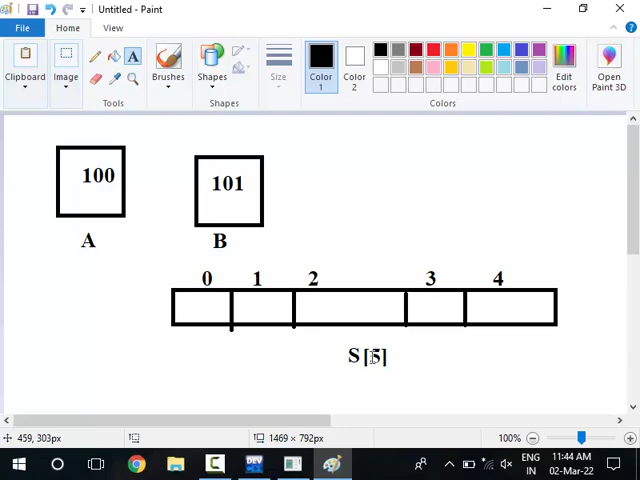 Untitled - Paint
File Home View
Clipboard
Image
Tools
Brushes
Shapes
Shapes
Size
Color 1
Color 2
Colors
Edit colors
Open Paint 3D
A
100
101
A
B
0 1 2 3 4
S [5]
459, 303px
1469 × 792px
100%
DEV
ENG
IN
11:44 AM
02-Mar-22